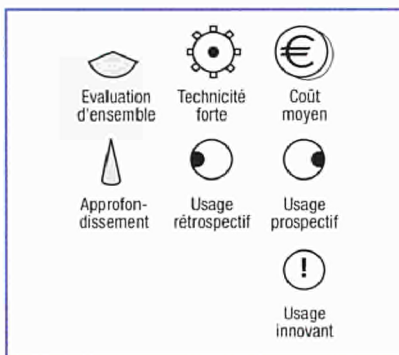 €
Evaluation
d'ensemble
Technicité
forte
Coût
moyen
Approfon-
dissement
Usage
rétrospectif
Usage
prospectif
!
Usage
innovant